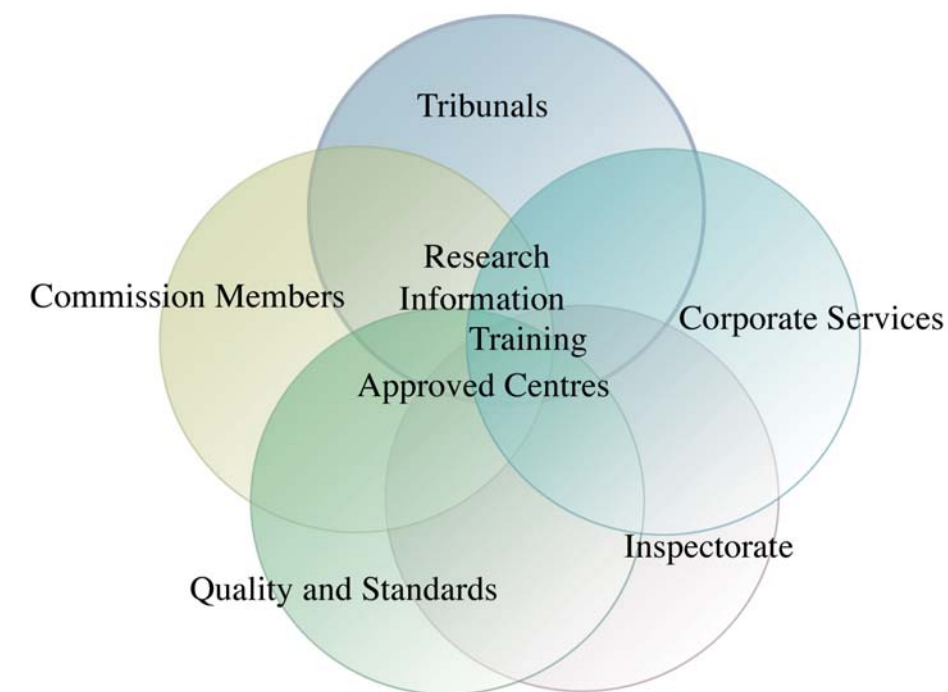 Tribunals
Research
Commission Members
Information
Corporate Services
Training
Approved Centres
Inspectorate
Quality and Standards